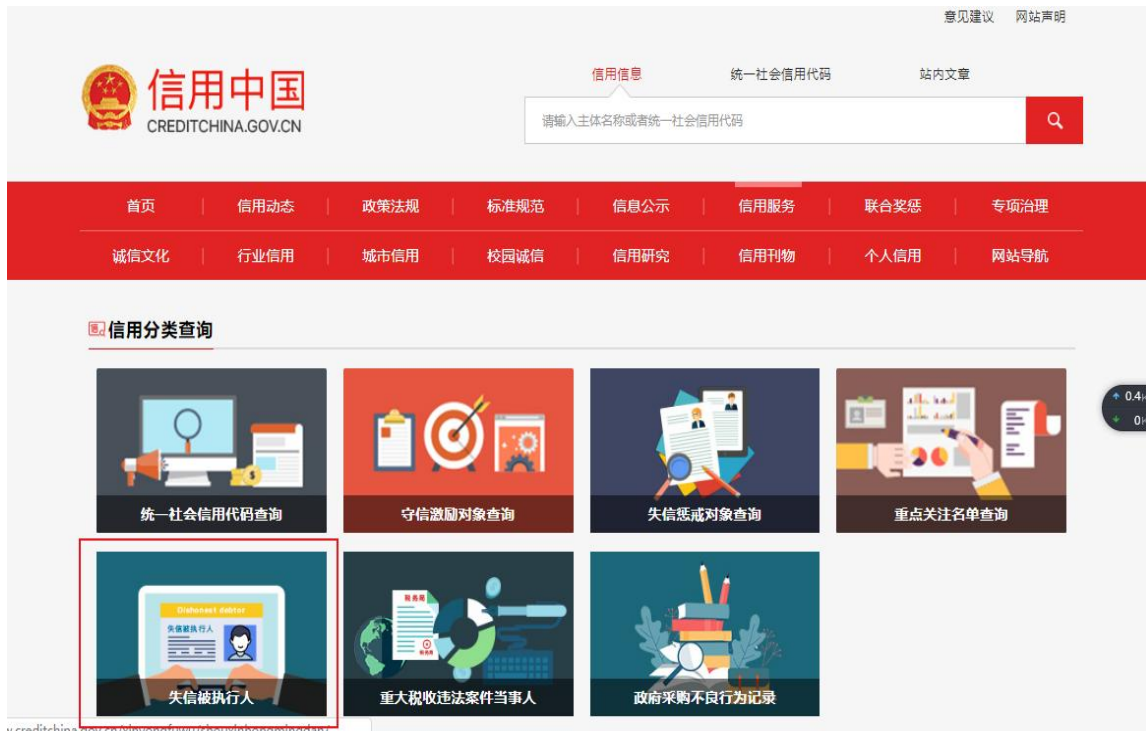 意见建议 网站声明
信用中国
CREDITCHINA.GOV.CN
信用信息 统一社会信用代码 站内文章
请输入主体名称或者统一社会信用代码
首页 信用动态 政策法规 标准规范 信息公示 信用服务 联合奖惩 专项治理
诚信文化 行业信用 城市信用 校园诚信 信用研究 信用刊物 个人信用 网站导航
信用分类查询
统一社会信用代码查询 守信激励对象查询 失信惩戒对象查询 重点关注名单查询
Dishonest debtor
失信被执行人
税务局
失信被执行人 重大税收违法案件当事人 政府采购不良行为记录
0.4
0